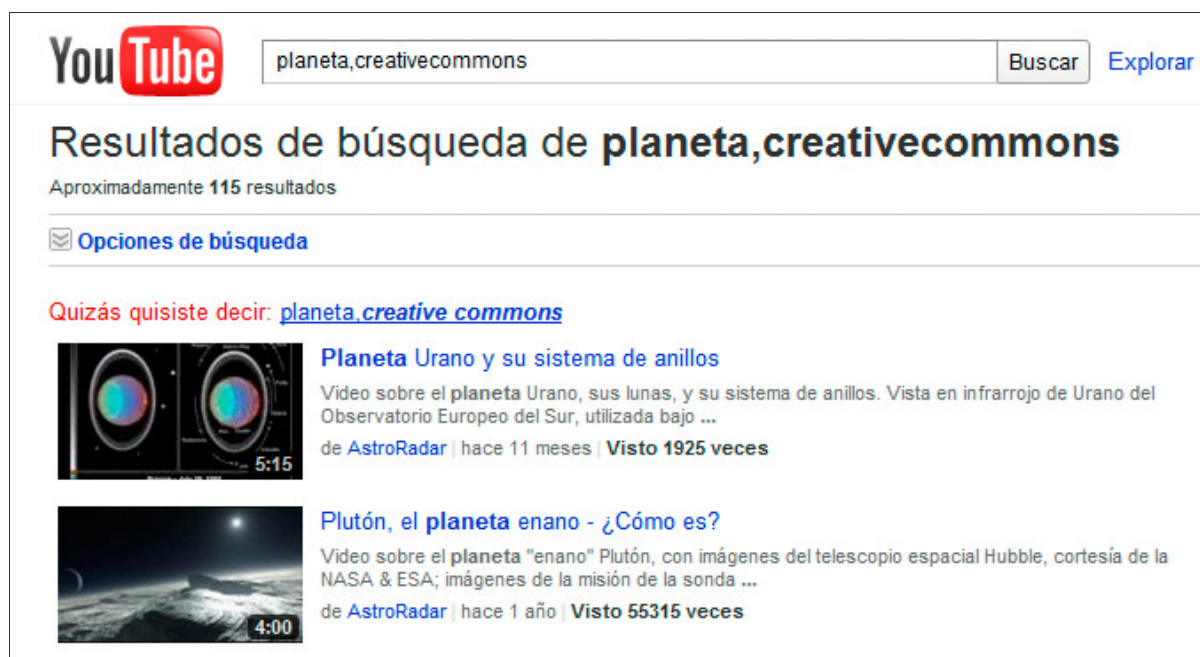 YouTube planeta,creativecommons Buscar Explorar
Resultados de búsqueda de planeta,creativecommons
Aproximadamente 115 resultados
Opciones de búsqueda
Quizás quisiste decir: planeta,creative commons
Planeta Urano y su sistema de anillos
Video sobre el planeta Urano, sus lunas, y su sistema de anillos. Vista en infrarrojo de Urano del
Observatorio Europeo del Sur, utilizada bajo ...
5:15
de AstroRadar | hace 11 meses | Visto 1925 veces
Plutón, el planeta enano - ¿Cómo es?
Video sobre el planeta "enano" Plutón, con imágenes del telescopio espacial Hubble, cortesía de la
NASA & ESA; imágenes de la misión de la sonda ...
de AstroRadar | hace 1 año | Visto 55315 veces
4:00